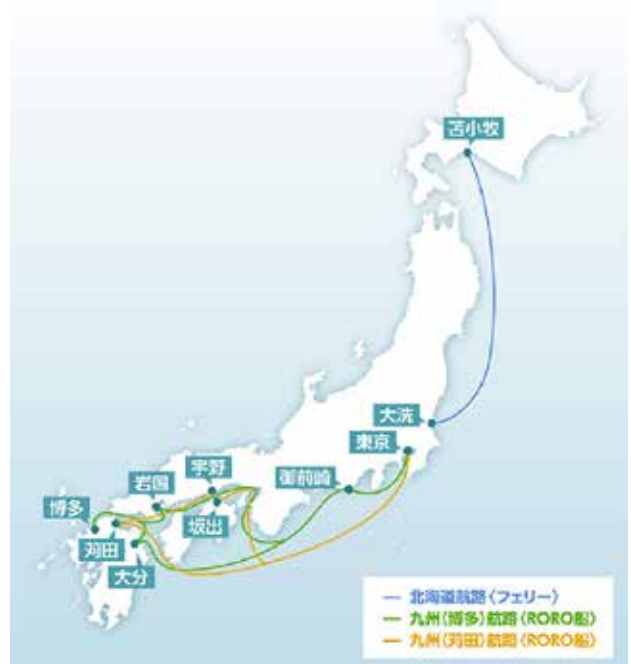 苫小牧
大洗
東京
御前崎
宇野
岩国
坂出
博多
苅田
大分
北海道航路〈フェリー〉
九州（博多）航路〈RORO船〉
九州（苅田）航路〈RORO船〉